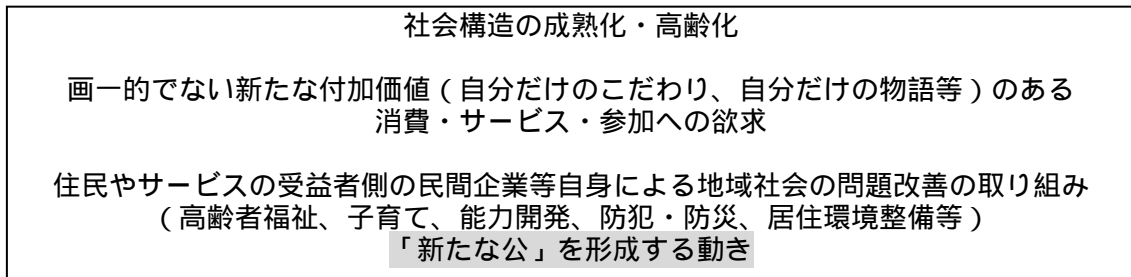 社会構造の成熟化・高齢化
画一的でない新たな付加価値（自分だけのこだわり、自分だけの物語等）のある
消費・サービス・参加への欲求
住民やサービスの受益者側の民間企業等自身による地域社会の問題改善の取り組み
（高齢者福祉、子育て、能力開発、防犯・防災、居住環境整備等）
「新たな公」を形成する動き